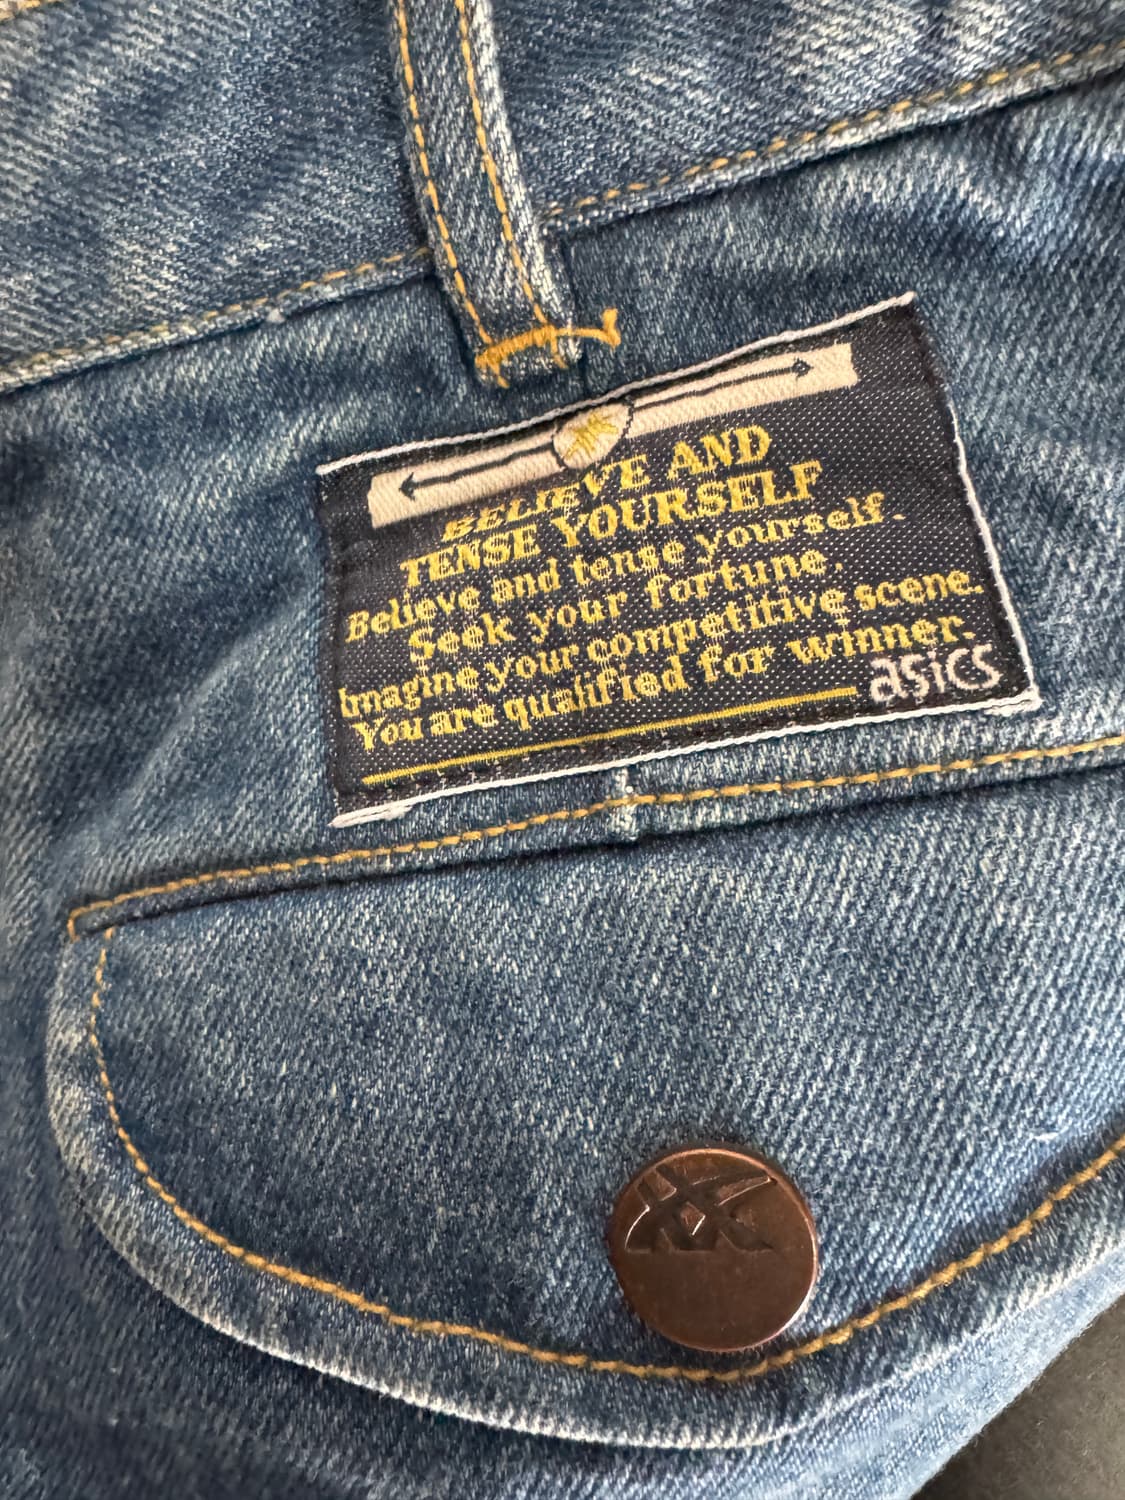 BELIEVE AND
TENSE YOURSELF
Believe and tense yourself.
Seek your fortune.
Imagine your competitive scene.
You are qualified for winner.
asics